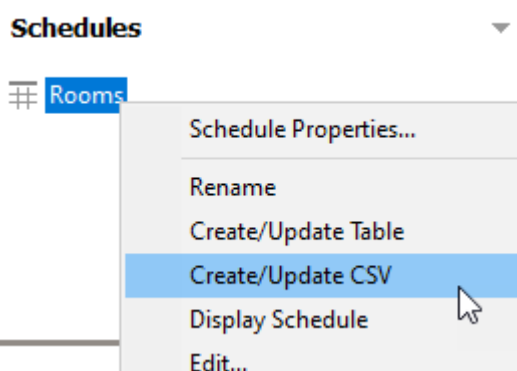 Schedules
Rooms
Schedule Properties...
Rename
Create/Update Table
Create/Update CSV
Display Schedule
Edit...